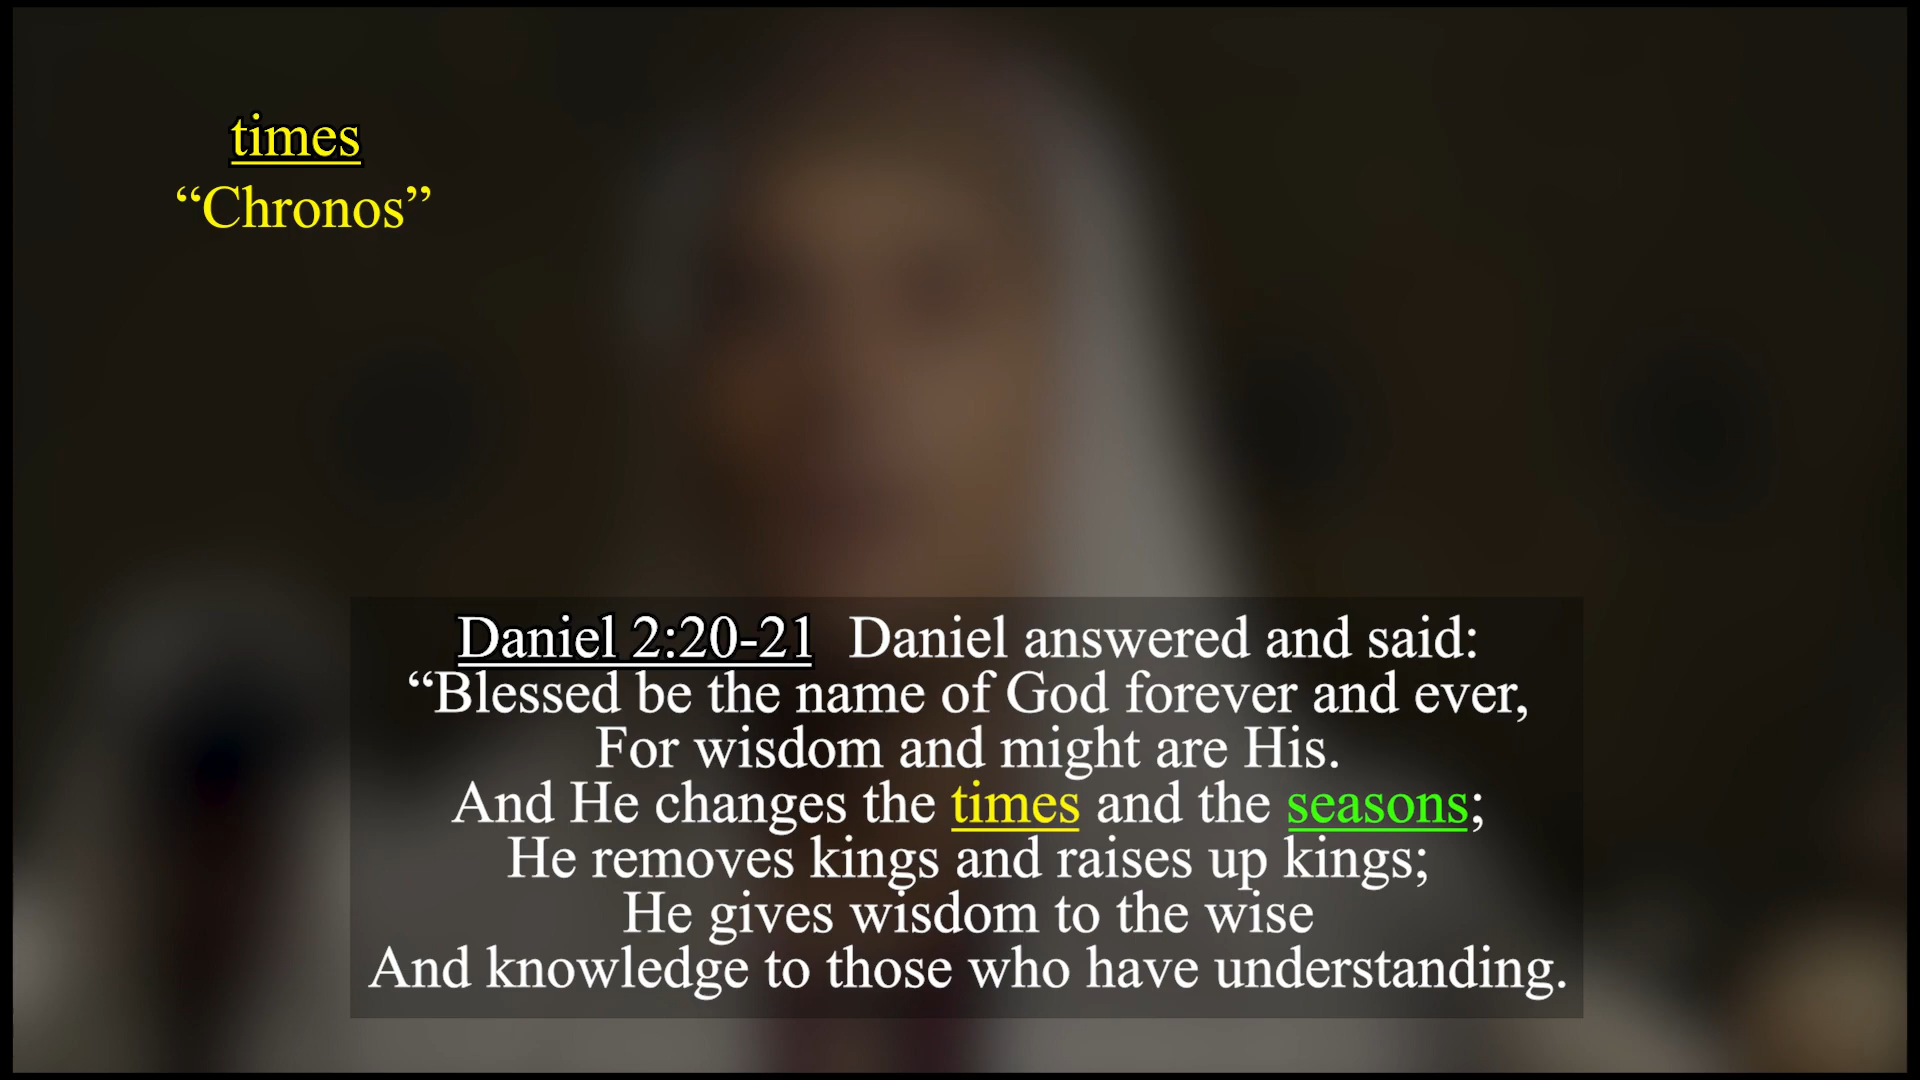 times
“Chronos”
Daniel 2:20-21 Daniel answered and said:
“Blessed be the name of God forever and ever,
For wisdom and might are His.
And He changes the times and the seasons;
He removes kings and raises up kings;
He gives wisdom to the wise
And knowledge to those who have understanding.